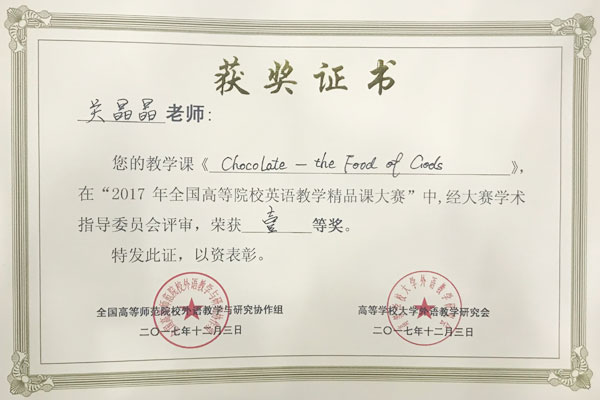 获奖证书
关晶晶老师:
您的教学课《Chocolate — the Food of Gods》,
在“2017 年全国高等院校英语教学精品课大赛”中,经大赛学术
指导委员会评审，荣获 壹 等奖。
特发此证，以资表彰。
全国高等师范院校外语教学与研究协作组
二〇一七年十二月三日
高等学校大学外语教学研究会
二〇一七年十二月三日